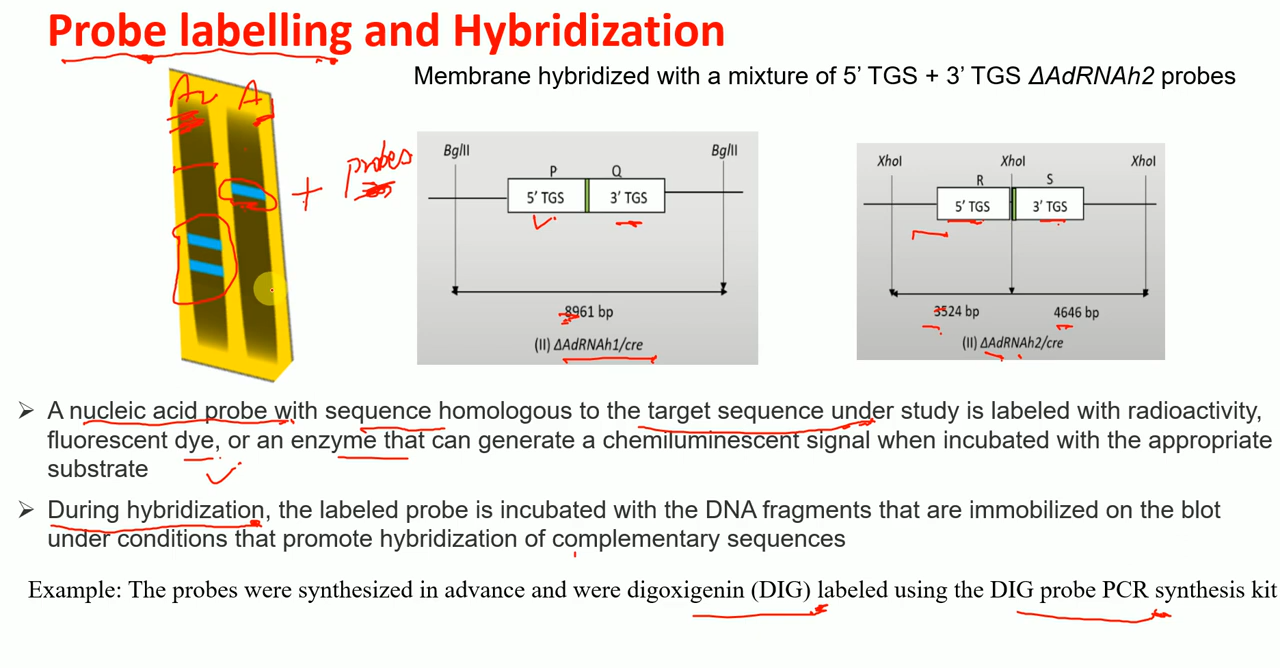 Probe labelling and Hybridization
Membrane hybridized with a mixture of 5’ TGS + 3’ TGS ΔAdRNAh2 probes
A2 A1
+ probes
BglII BglII
P Q
5’ TGS 3’ TGS
8961 bp
(II) ΔAdRNAh1/cre
XhoI XhoI XhoI
R S
5’ TGS 3’ TGS
3524 bp 4646 bp
(II) ΔAdRNAh2/cre
➢ A nucleic acid probe with sequence homologous to the target sequence under study is labeled with radioactivity,
fluorescent dye, or an enzyme that can generate a chemiluminescent signal when incubated with the appropriate
substrate
➢ During hybridization, the labeled probe is incubated with the DNA fragments that are immobilized on the blot
under conditions that promote hybridization of complementary sequences
Example: The probes were synthesized in advance and were digoxigenin (DIG) labeled using the DIG probe PCR synthesis kit